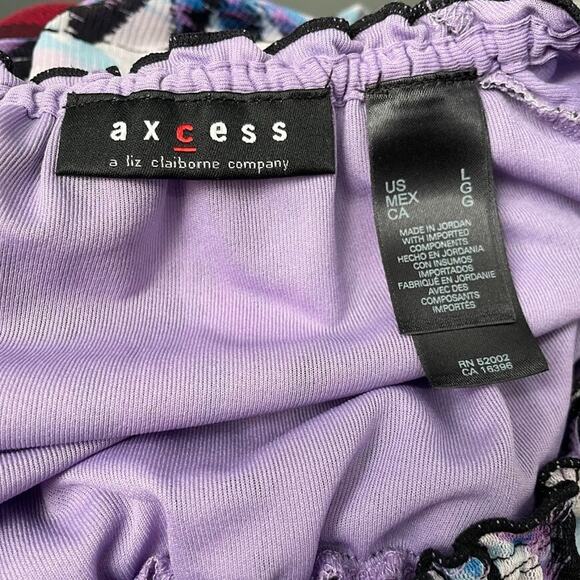 axcess
a liz claiborne company
US L
MEX G
CA G
MADE IN JORDAN
WITH IMPORTED
COMPONENTS
HECHO EN JORDANIA
CON INSUMOS
IMPORTADOS
FABRIQUÉ EN JORDANIE
AVEC DES
COMPOSANTS
IMPORTÉS
RN 52002
CA 16396